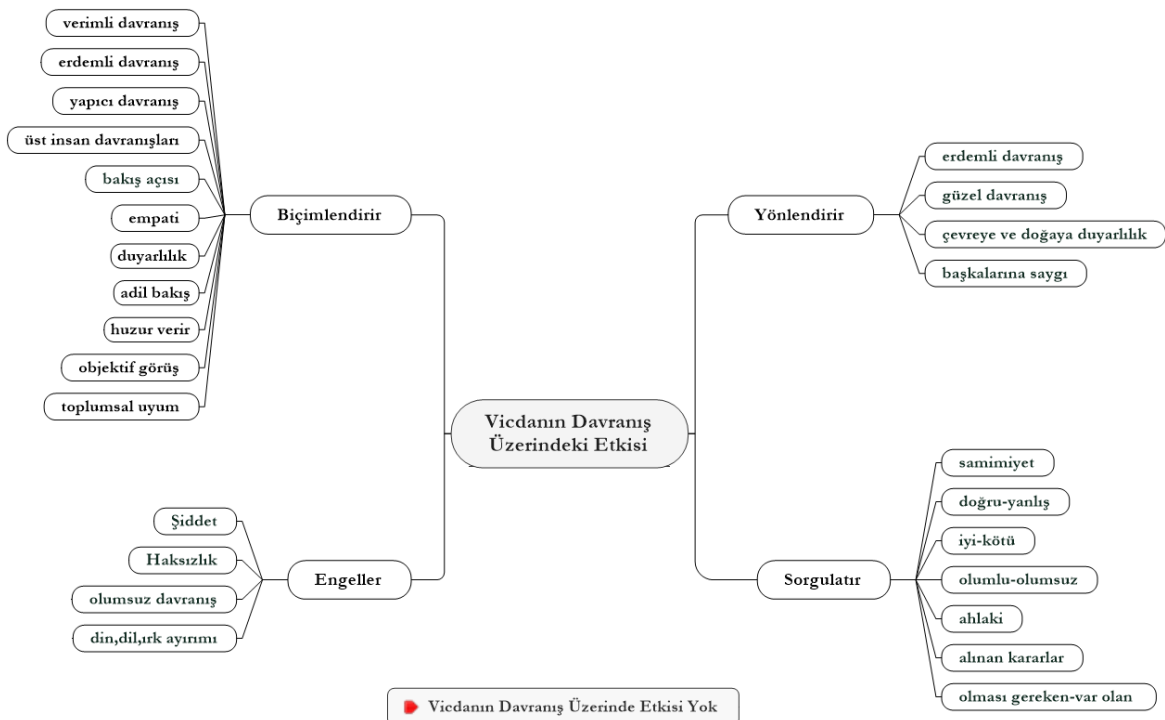 verimli davranış
erdemli davranış
yapıcı davranış
üst insan davranışları
bakış açısı
empati
duyarlılık
adil bakış
huzur verir
objektif görüş
toplumsal uyum
Biçimlendirir
Şiddet
Haksızlık
olumsuz davranış
din,dil,ırk ayırımı
Engeller
Vicdanın Davranış
Üzerindeki Etkisi
Yönlendirir
erdemli davranış
güzel davranış
çevreye ve doğaya duyarlılık
başkalarına saygı
Sorgulatır
samimiyet
doğru-yanlış
iyi-kötü
olumlu-olumsuz
ahlaki
alınan kararlar
olması gereken-var olan
Vicdanın Davranış Üzerinde Etkisi Yok